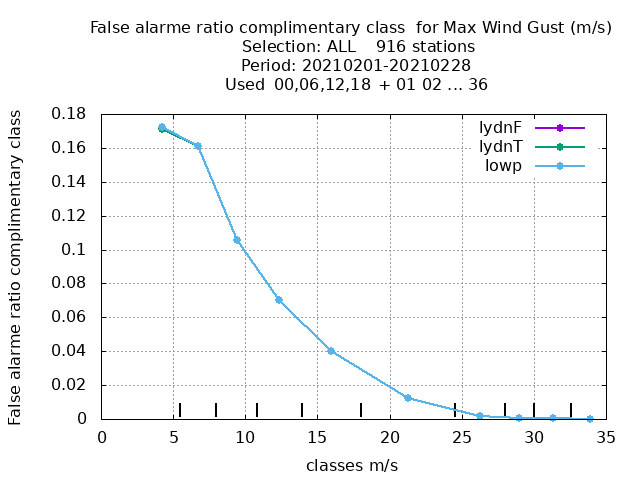 False alarme ratio complimentary class  for Max Wind Gust (m/s)
Selection: ALL    916 stations
Period: 20210201-20210228
Used  00,06,12,18  + 01 02 ... 36
False alarme ratio complimentary class
0.18
0.16
0.14
0.12
0.1
0.08
0.06
0.04
0.02
0
lydnF
lydnT
lowp
0 5 10 15 20 25 30 35
classes m/s